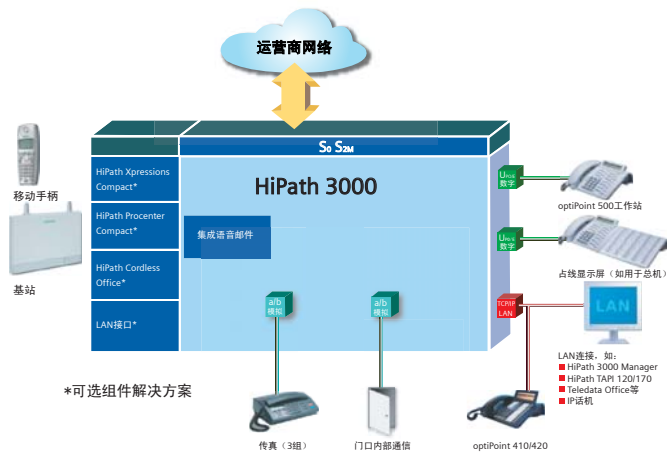 运营商网络
S0 S2M
HiPath 3000
HiPath Xpressions
Compact*
HiPath Procenter
Compact*
HiPath Cordless
Office*
LAN接口*
集成语音邮件
移动手柄
基站
a/b
模拟
a/b
模拟
UP0/E
数字
UP0/E
数字
TCP/IP
LAN
optiPoint 500工作站
占线显示屏（如用于总机）
LAN
LAN连接，如：
HiPath 3000 Manager
HiPath TAPI 120/170
Teledata Office等
IP话机
*可选组件解决方案
传真（3组）
门口内部通信
optiPoint 410/420